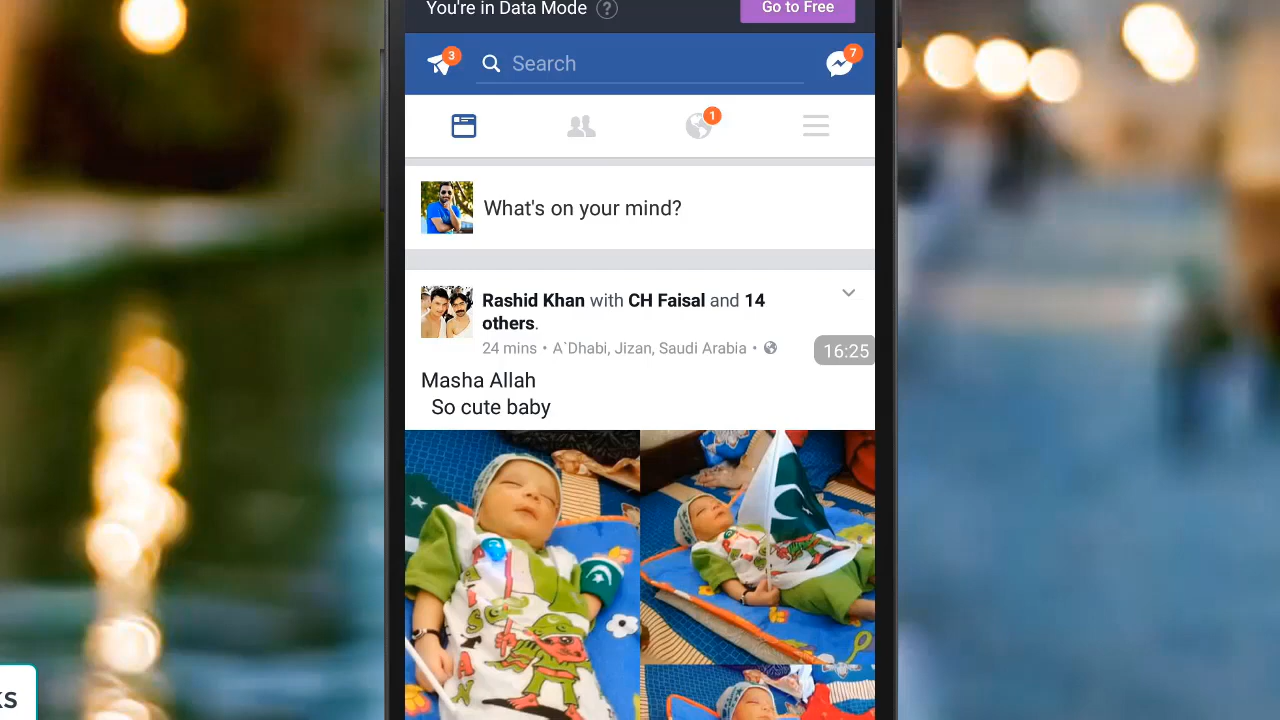 You're in Data Mode ?
Go to Free
3
Search
7
1
What's on your mind?
Rashid Khan with CH Faisal and 14
others.
24 mins • A`Dhabi, Jizan, Saudi Arabia •
16:25
Masha Allah
So cute baby
KS